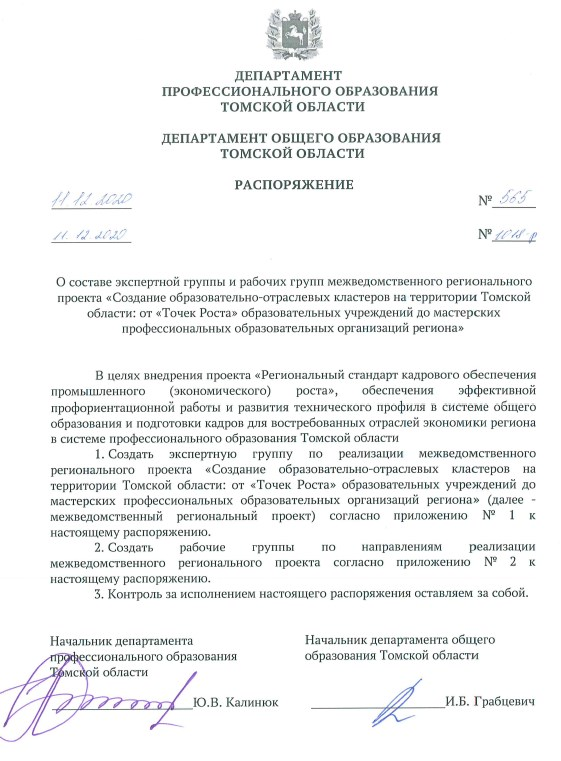 ДЕПАРТАМЕНТ
ПРОФЕССИОНАЛЬНОГО ОБРАЗОВАНИЯ
ТОМСКОЙ ОБЛАСТИ
ДЕПАРТАМЕНТ ОБЩЕГО ОБРАЗОВАНИЯ
ТОМСКОЙ ОБЛАСТИ
РАСПОРЯЖЕНИЕ
11.12.2020 № 565
11.12.2020 № 1018-р
О составе экспертной группы и рабочих групп межведомственного регионального
проекта «Создание образовательно-отраслевых кластеров на территории Томской
области: от «Точек Роста» образовательных учреждений до мастерских
профессиональных образовательных организаций региона»
В целях внедрения проекта «Региональный стандарт кадрового обеспечения
промышленного (экономического) роста», обеспечения эффективной
профориентационной работы и развития технического профиля в системе общего
образования и подготовки кадров для востребованных отраслей экономики региона
в системе профессионального образования Томской области
1. Создать экспертную группу по реализации межведомственного
регионального проекта «Создание образовательно-отраслевых кластеров на
территории Томской области: от «Точек Роста» образовательных учреждений до
мастерских профессиональных образовательных организаций региона» (далее -
межведомственный региональный проект) согласно приложению № 1 к
настоящему распоряжению.
2. Создать рабочие группы по направлениям реализации
межведомственного регионального проекта согласно приложению № 2 к
настоящему распоряжению.
3. Контроль за исполнением настоящего распоряжения оставляем за собой.
Начальник департамента
профессионального образования
Томской области
Ю.В. Калинюк
Начальник департамента общего
образования Томской области
И.Б. Грабцевич